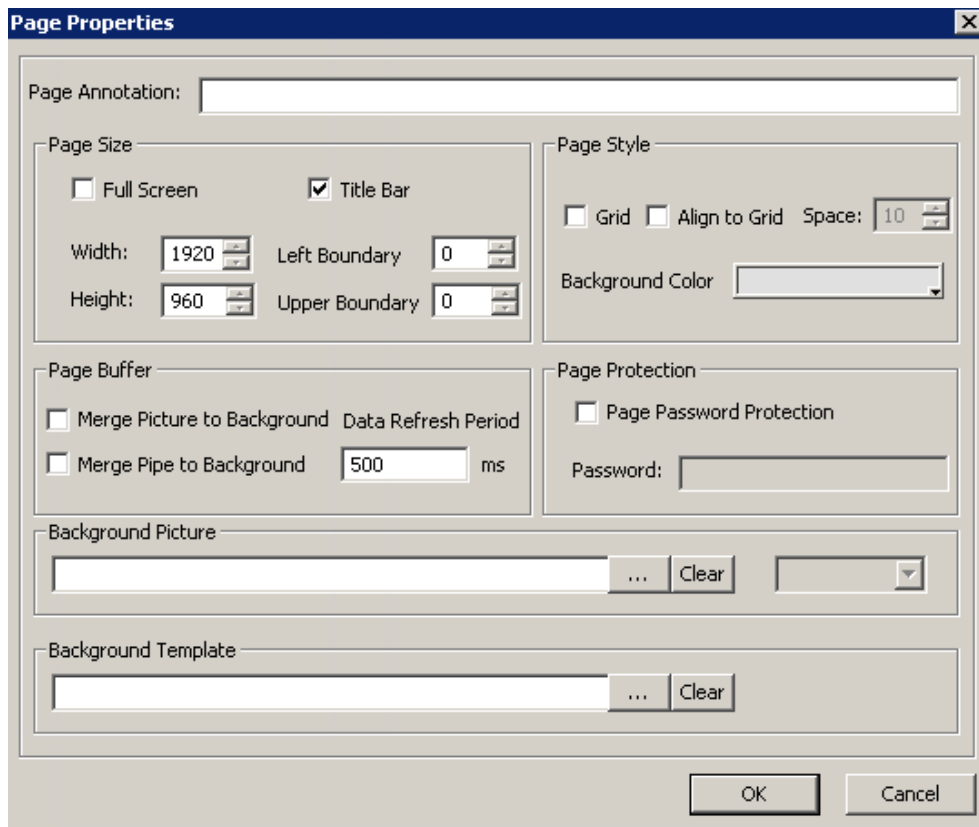 Page Properties
Page Annotation:
Page Size
Full Screen Title Bar
Width: 1920 Left Boundary 0
Height: 960 Upper Boundary 0
Page Style
Grid Align to Grid Space: 10
Background Color
Page Buffer
Merge Picture to Background Data Refresh Period
Merge Pipe to Background 500 ms
Page Protection
Page Password Protection
Password:
Background Picture
... Clear
Background Template
... Clear
OK Cancel